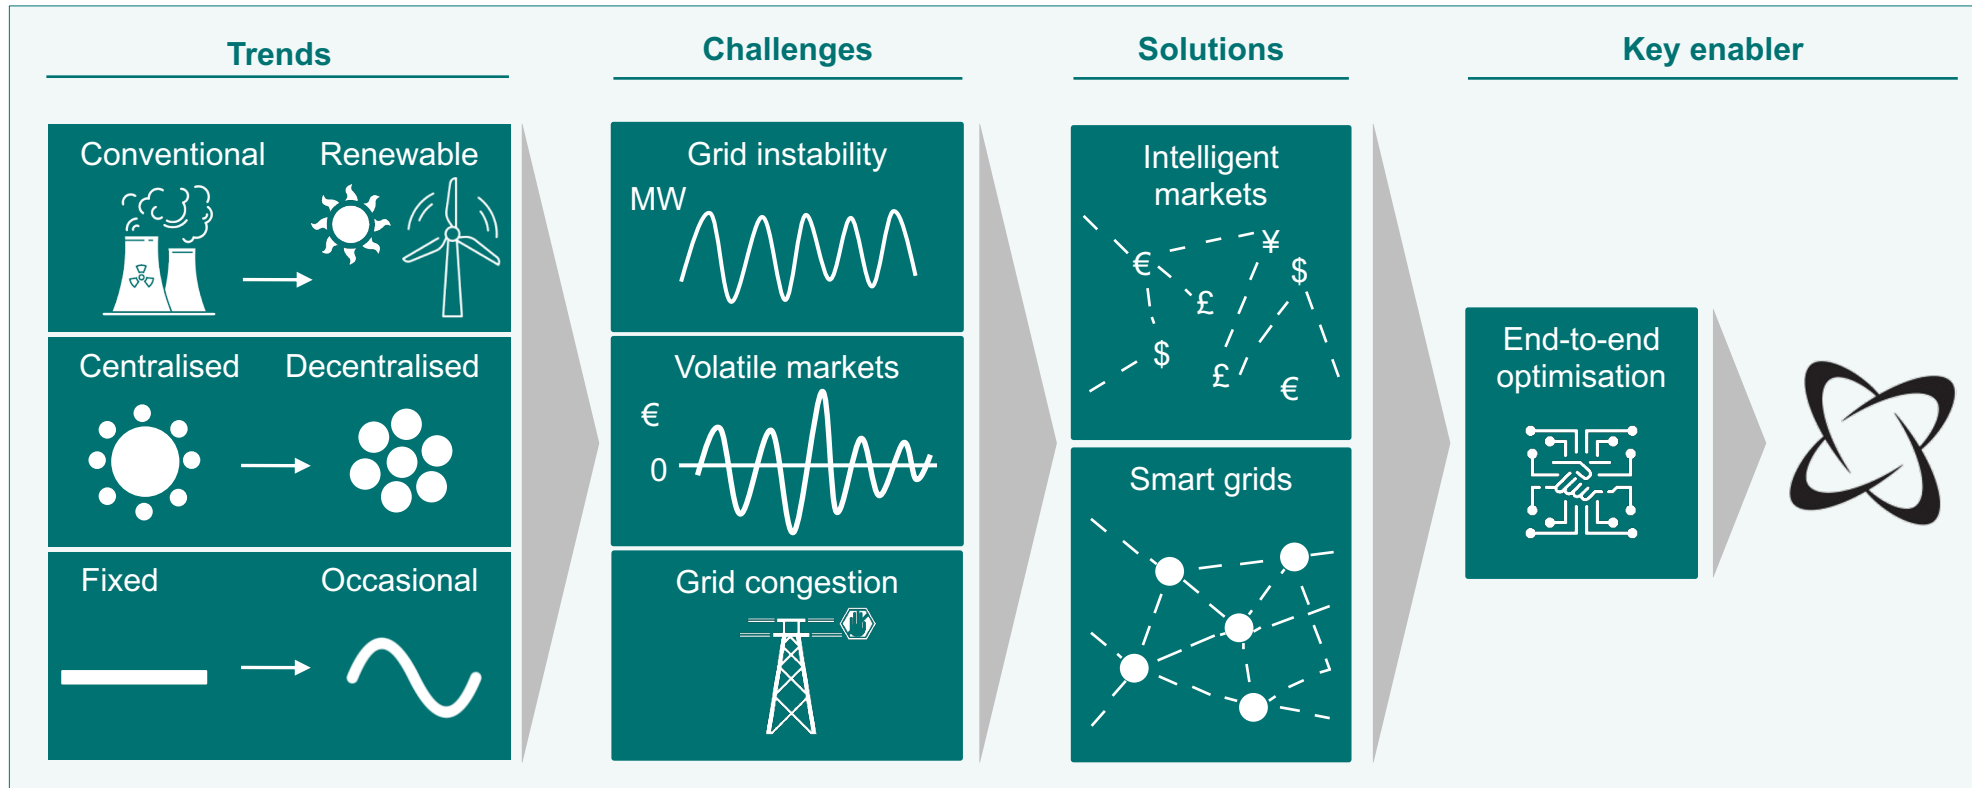 Trends
Challenges
Solutions
Key enabler
Conventional
Renewable
Centralised
Decentralised
Fixed
Occasional
Grid instability
MW
Volatile markets
€
0
Grid congestion
Intelligent
markets
¥
€
$
£
$
£
€
Smart grids
End-to-end
optimisation